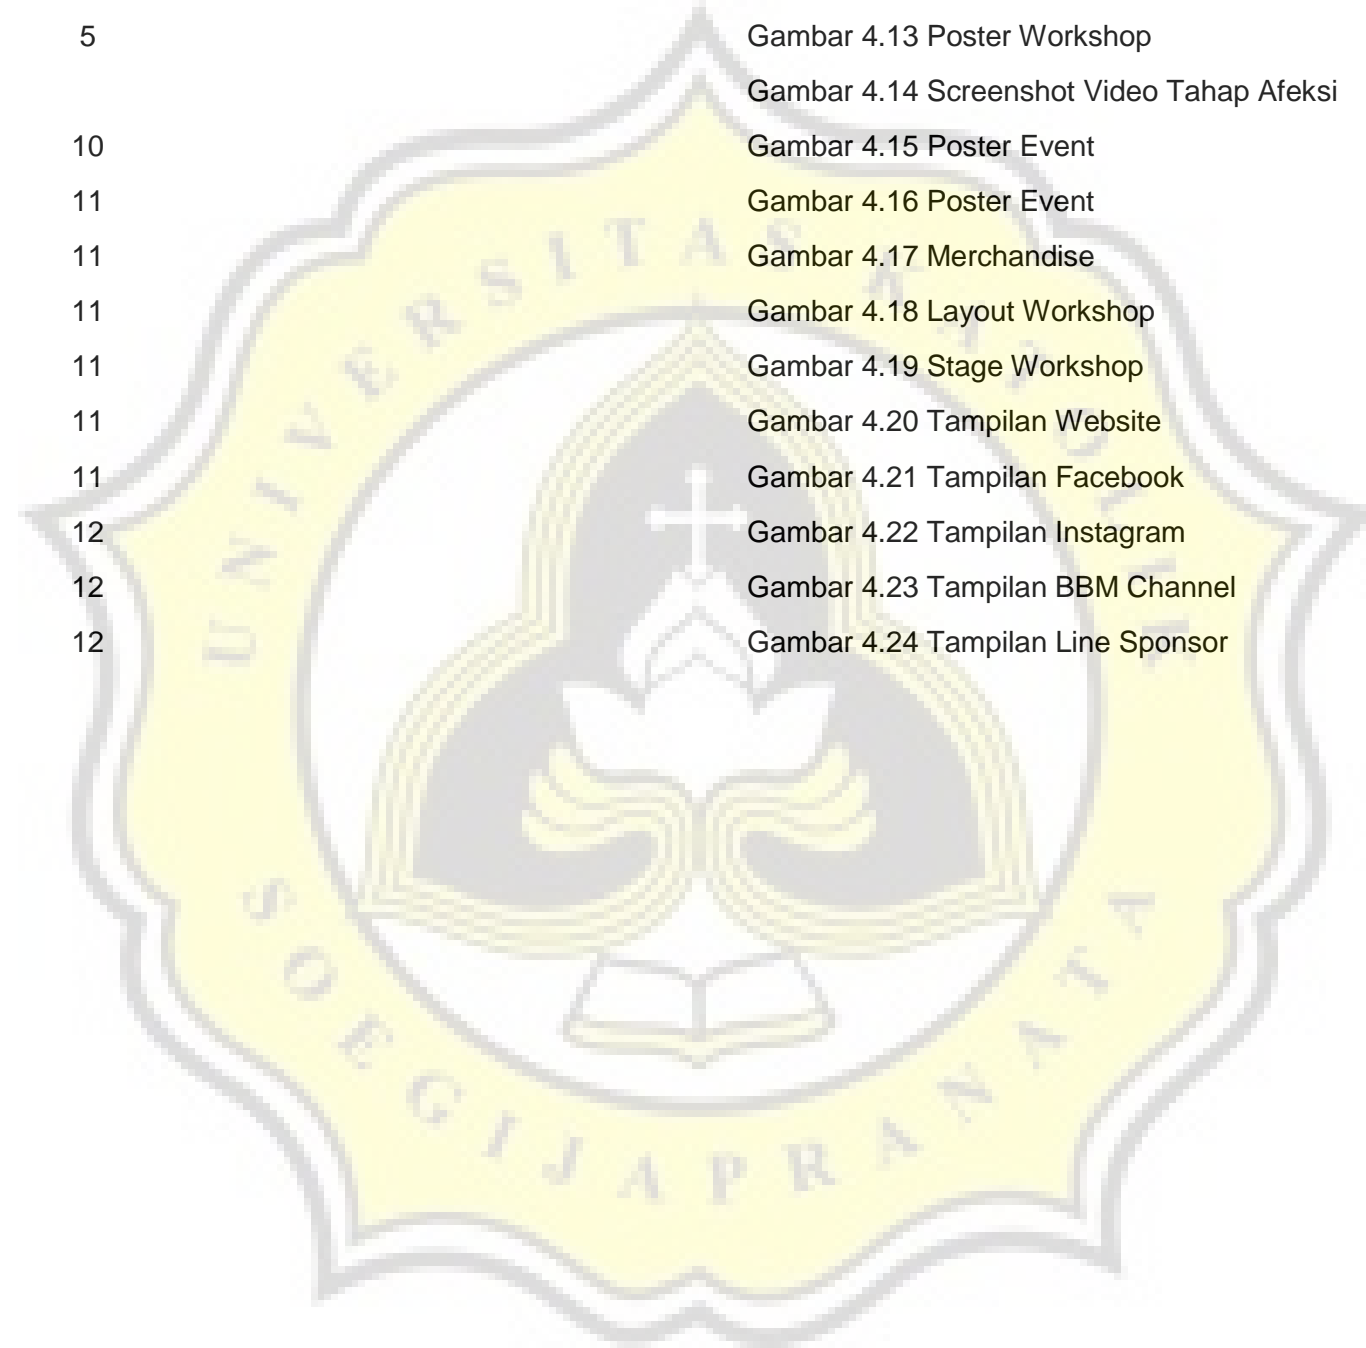 5 Gambar 4.13 Poster Workshop
Gambar 4.14 Screenshot Video Tahap Afeksi
10 Gambar 4.15 Poster Event
11 Gambar 4.16 Poster Event
11 Gambar 4.17 Merchandise
11 Gambar 4.18 Layout Workshop
11 Gambar 4.19 Stage Workshop
11 Gambar 4.20 Tampilan Website
11 Gambar 4.21 Tampilan Facebook
12 Gambar 4.22 Tampilan Instagram
12 Gambar 4.23 Tampilan BBM Channel
12 Gambar 4.24 Tampilan Line Sponsor
UNIVERSITAS KATOLIK
SOEGIJAPRANATA